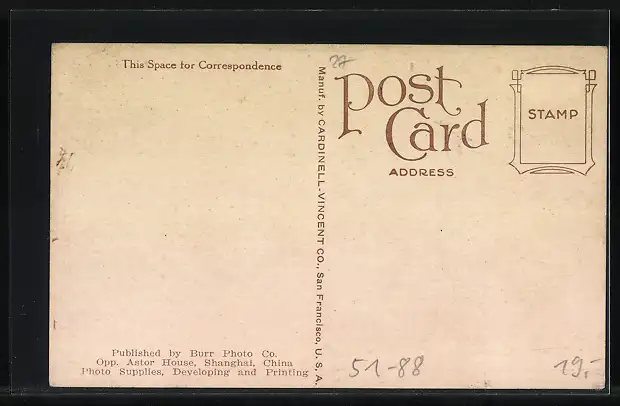 This Space for Correspondence
Published by Burr Photo Co.
Opp. Astor House, Shanghai, China
Photo Supplies, Developing and Printing
Manuf. by CARDINELL-VINCENT CO., San Francisco, U. S. A.
Post
Card
ADDRESS
STAMP
51-88
19.-